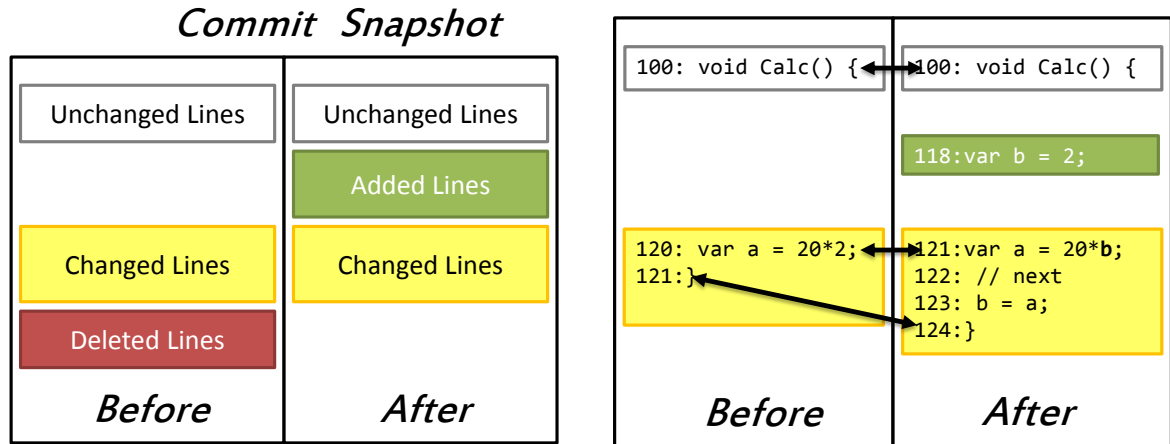 Commit Snapshot
Unchanged Lines
Changed Lines
Deleted Lines
Before
Unchanged Lines
Added Lines
Changed Lines
After
100: void Calc() {
120: var a = 20*2;
121:}
Before
100: void Calc() {
118:var b = 2;
121:var a = 20*b;
122: // next
123: b = a;
124:}
After